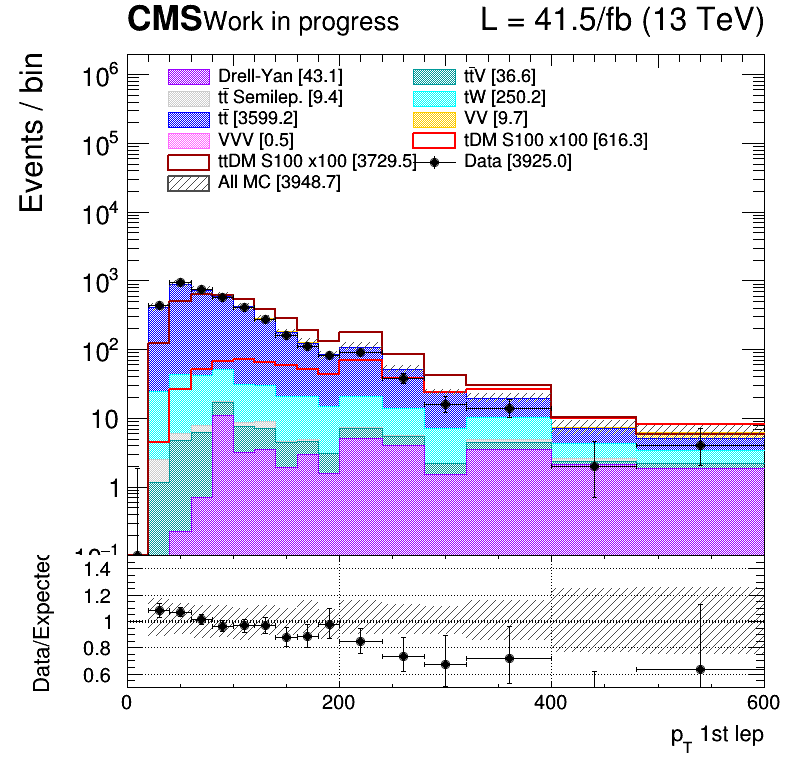 CMS Work in progress L = 41.5/fb (13 TeV)
Events / bin
Drell-Yan [43.1] tt̄V [36.6]
tt̄ Semilep. [9.4] tW [250.2]
tt̄ [3599.2] VV [9.7]
VVV [0.5] tDM S100 x100 [616.3]
ttDM S100 x100 [3729.5] Data [3925.0]
All MC [3948.7]
10⁶
10⁵
10⁴
10³
10²
10
1
10⁻¹
Data/Expected
1.4
1.2
1
0.8
0.6
0 200 400 600
p_T 1st lep